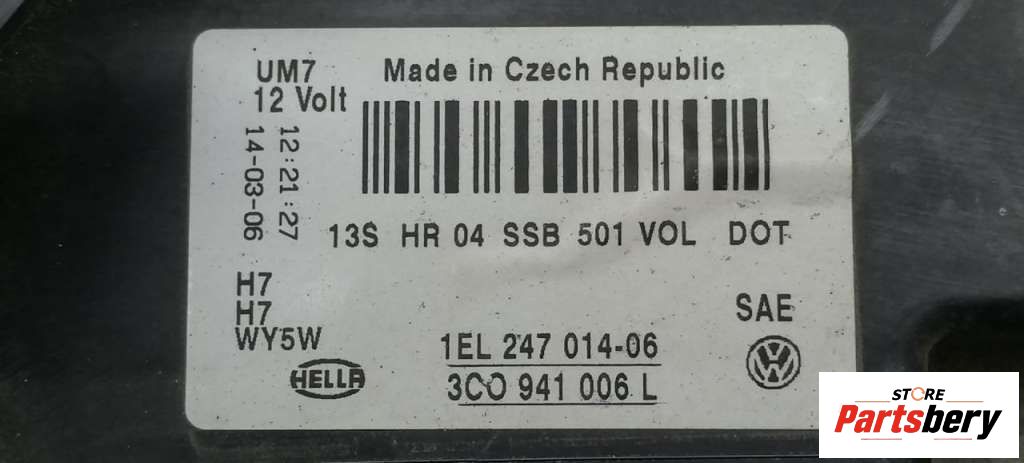 UM7 Made in Czech Republic
12 Volt
12:21:27
14-03-06
13S HR 04 SSB 501 VOL DOT
H7
H7
WY5W
SAE
1EL 247 014-06
3C0 941 006 L
HELLA
VW
STORE
Partsbery